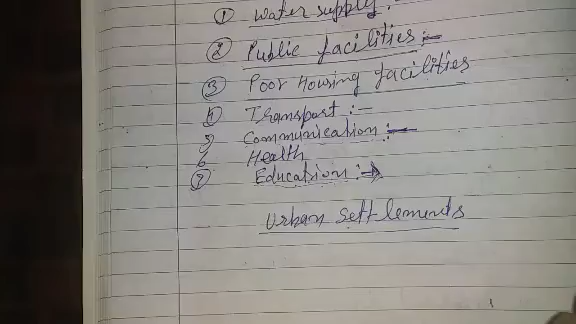 ① Water supply :-
② Public facilities :-
③ Poor Housing facilities
④ Transport :-
5 Communication :-
6 Health
⑦ Education :→
Urban settlements